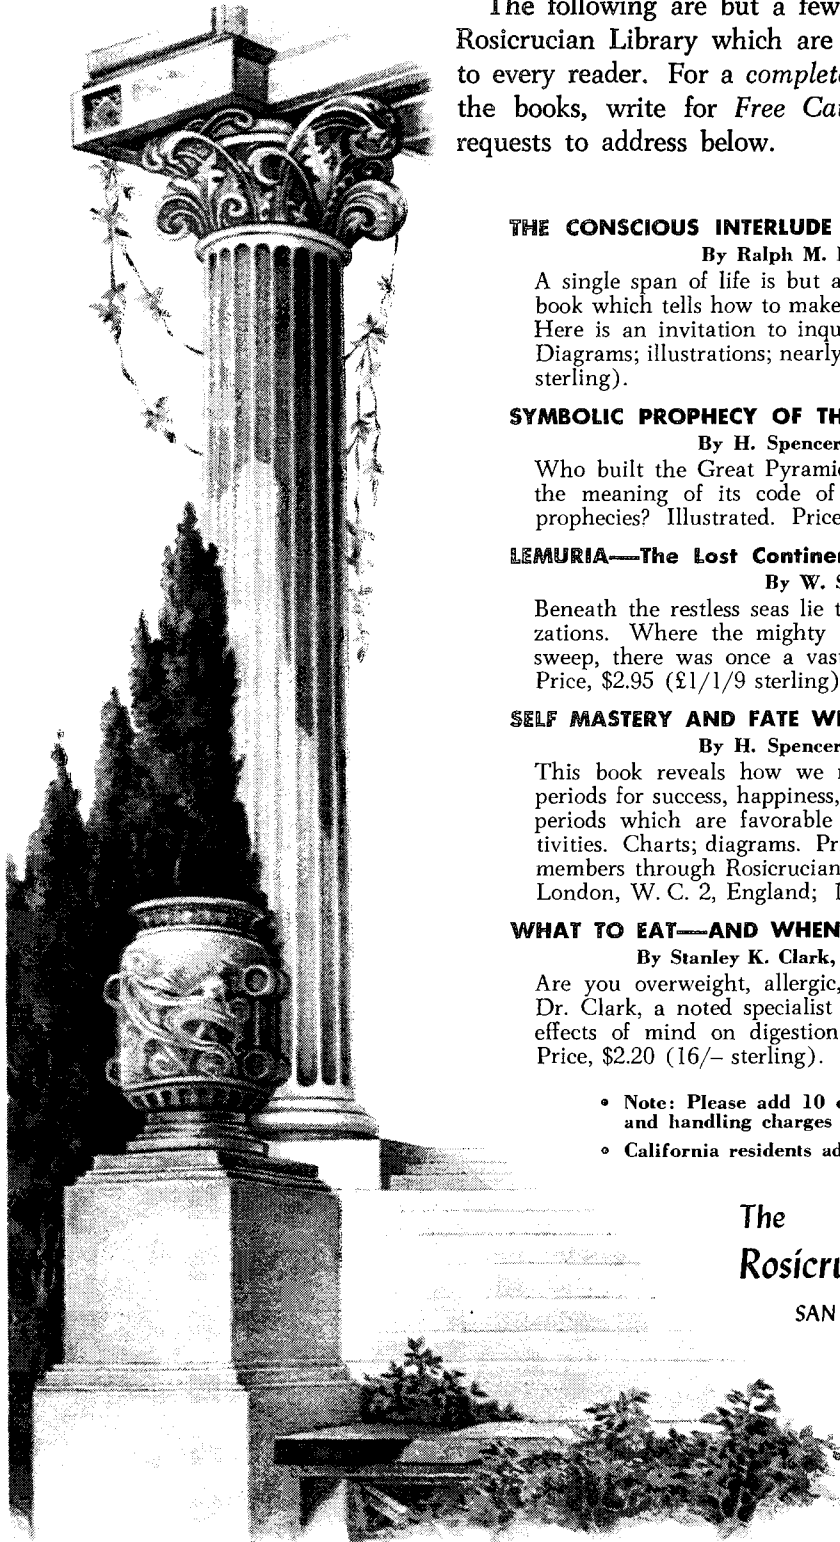 The following are but a few
Rosicrucian Library which are
to every reader. For a complet
the books, write for Free Ca
requests to address below.
THE CONSCIOUS INTERLUDE
By Ralph M.
A single span of life is but a
book which tells how to make
Here is an invitation to inqu
Diagrams; illustrations; nearly
sterling).
SYMBOLIC PROPHECY OF TH
By H. Spencer
Who built the Great Pyrami
the meaning of its code of
prophecies? Illustrated. Price
LEMURIA—The Lost Contine
By W. S
Beneath the restless seas lie t
zations. Where the mighty
sweep, there was once a vas
Price, $2.95 (£1/1/9 sterling)
SELF MASTERY AND FATE WI
By H. Spencer
This book reveals how we
periods for success, happiness,
periods which are favorable
tivities. Charts; diagrams. Pr
members through Rosicrucian
London, W. C. 2, England;
WHAT TO EAT—AND WHEN
By Stanley K. Clark,
Are you overweight, allergic,
Dr. Clark, a noted specialist
effects of mind on digestion
Price, $2.20 (16/– sterling).
• Note: Please add 10
and handling charges
• California residents ad
The
Rosicru
SAN